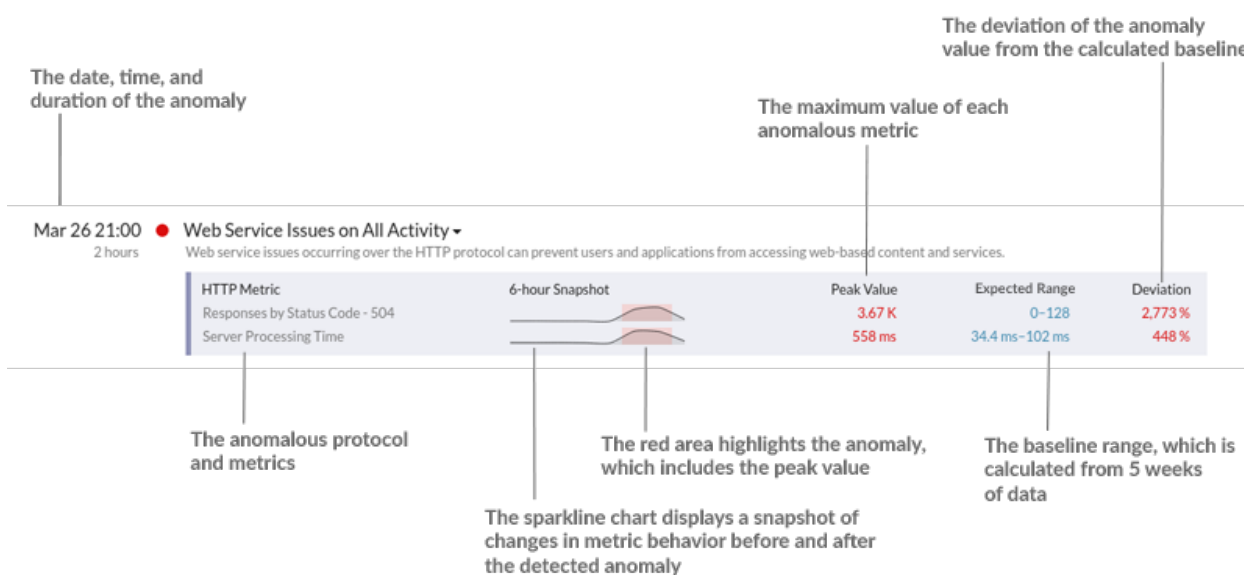 The deviation of the anomaly
value from the calculated baseline
The date, time, and
duration of the anomaly
The maximum value of each
anomalous metric
Mar 26 21:00 Web Service Issues on All Activity
2 hours Web service issues occurring over the HTTP protocol can prevent users and applications from accessing web-based content and services.
HTTP Metric 6-hour Snapshot Peak Value Expected Range Deviation
Responses by Status Code - 504 3.67 K 0–128 2,773 %
Server Processing Time 558 ms 34.4 ms–102 ms 448 %
The anomalous protocol
and metrics
The red area highlights the anomaly,
which includes the peak value
The baseline range, which is
calculated from 5 weeks
of data
The sparkline chart displays a snapshot of
changes in metric behavior before and after
the detected anomaly